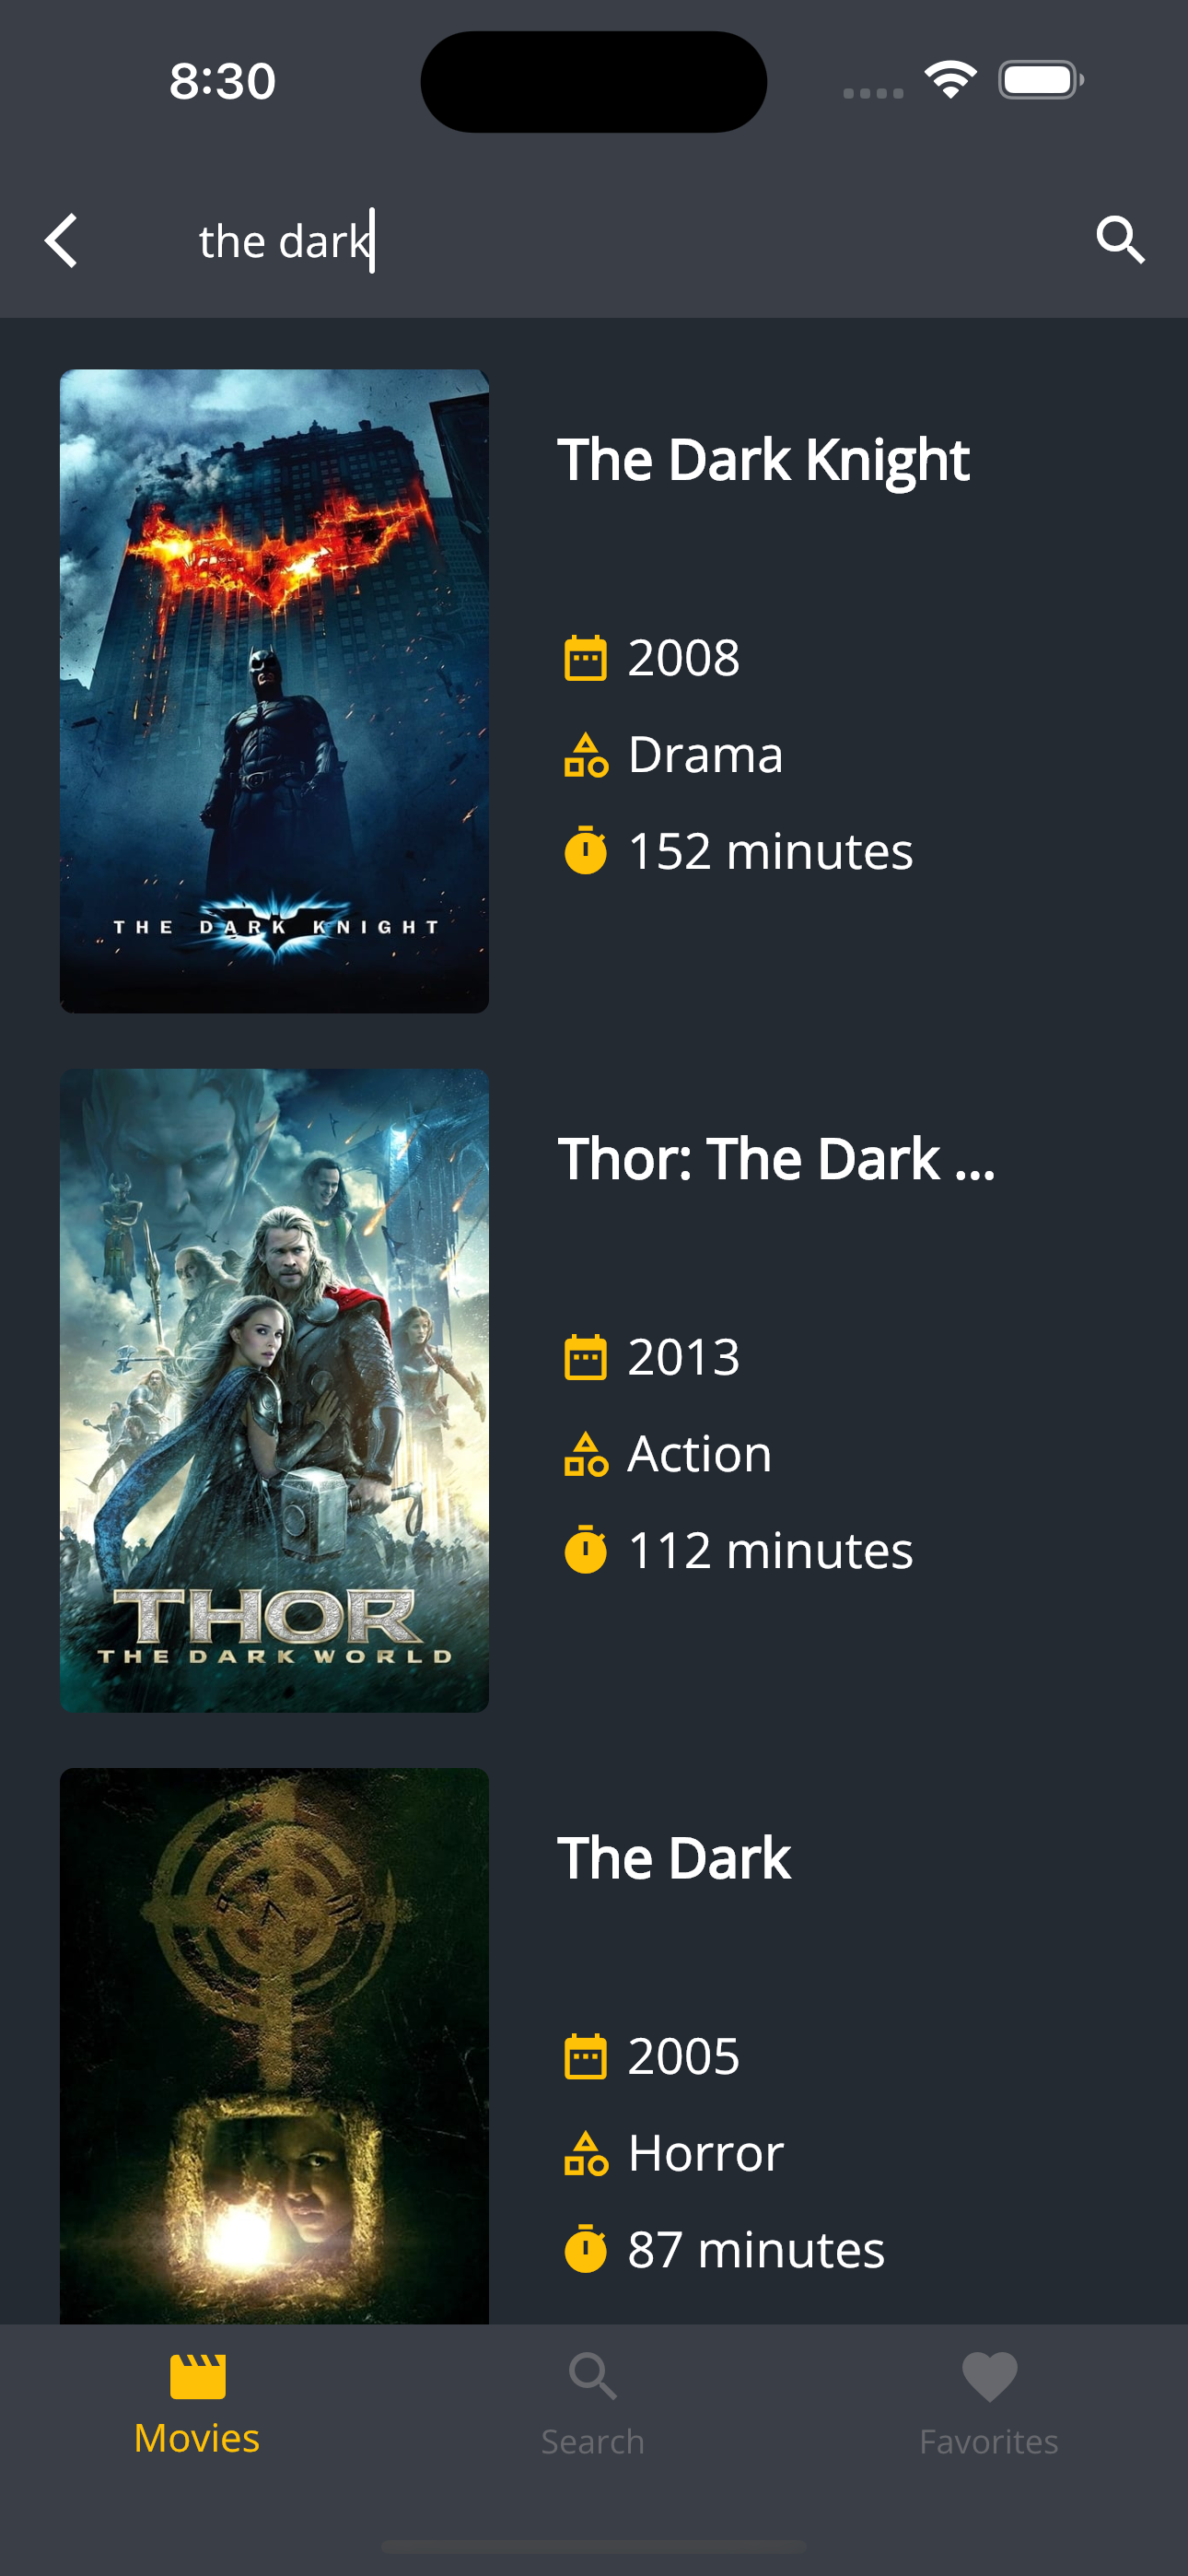 8:30
the dark
THE DARK KNIGHT
The Dark Knight
2008
Drama
152 minutes
THOR
THE DARK WORLD
Thor: The Dark ...
2013
Action
112 minutes
The Dark
2005
Horror
87 minutes
Movies
Search
Favorites